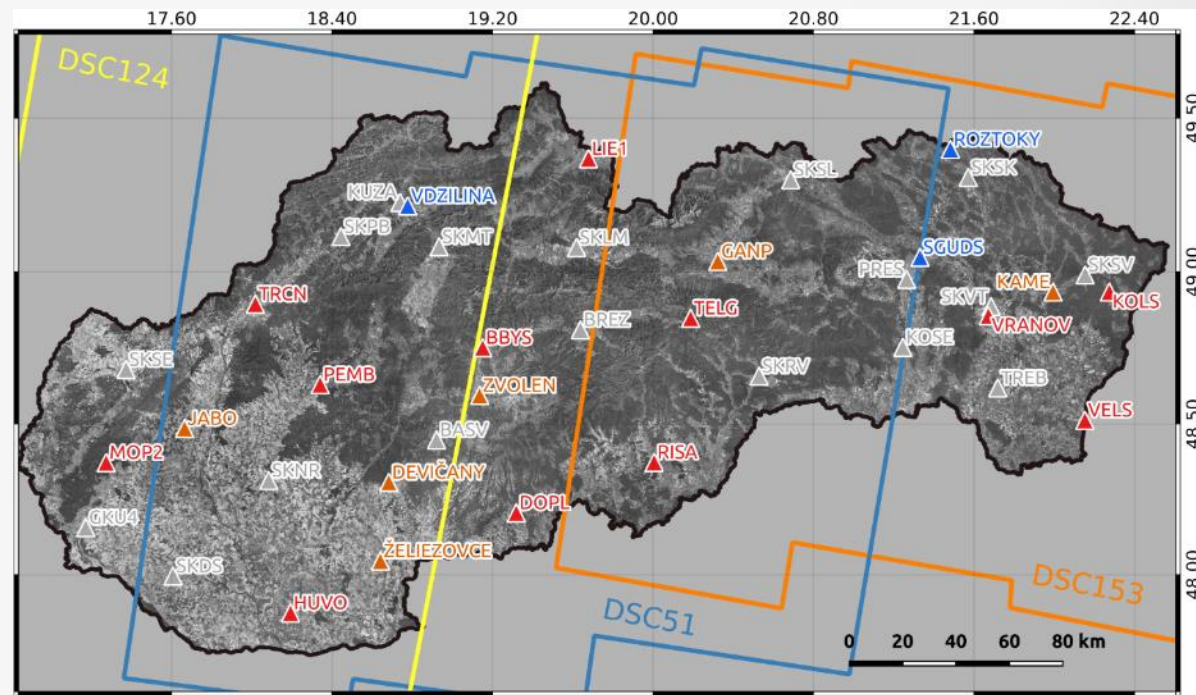 17.60 18.40 19.20 20.00 20.80 21.60 22.40
DSC124
49.50
ROZTOKY
LIE1
SKSL
SKSK
KUZA
VDZILINA
SKPB
SKMT
SKLM
GANP
SGUDS
PRES
SKSV
49.00
KAME
KOLS
TRCN
SKVT
VRANOV
TELG
BREZ
BBYS
KOSE
SKSE
PEMB
SKRV
TREB
ZVOLEN
JABO
VELS
48.50
BASV
MOP2
RISA
SKNR
DEVIČANY
DOPL
GKU4
ŽELIEZOVCE
SKDS
48.00
DSC153
HUVO
DSC51
0 20 40 60 80 km